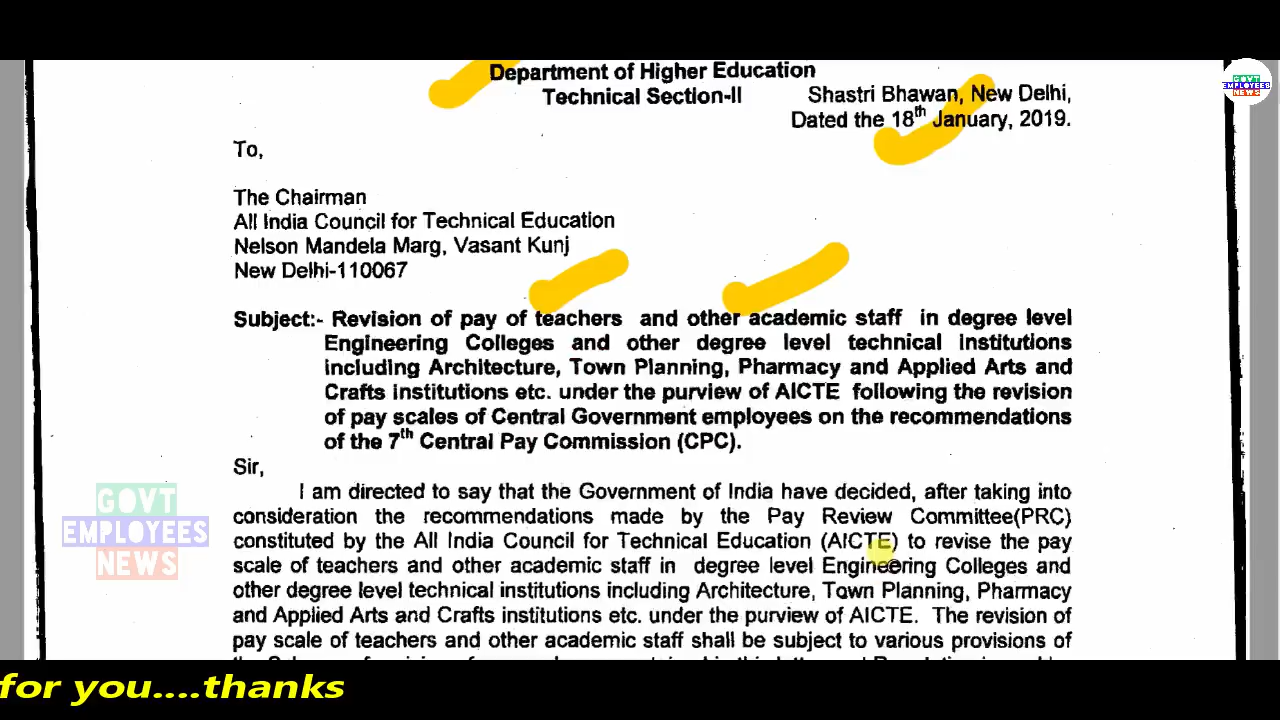 Department of Higher Education
Technical Section-II
Shastri Bhawan, New Delhi,
Dated the 18th January, 2019.
To,
The Chairman
All India Council for Technical Education
Nelson Mandela Marg, Vasant Kunj
New Delhi-110067
Subject:- Revision of pay of teachers and other academic staff in degree level
Engineering Colleges and other degree level technical institutions
including Architecture, Town Planning, Pharmacy and Applied Arts and
Crafts institutions etc. under the purview of AICTE following the revision
of pay scales of Central Government employees on the recommendations
of the 7th Central Pay Commission (CPC).
Sir,
I am directed to say that the Government of India have decided, after taking into
consideration the recommendations made by the Pay Review Committee(PRC)
constituted by the All India Council for Technical Education (AICTE) to revise the pay
scale of teachers and other academic staff in degree level Engineering Colleges and
other degree level technical institutions including Architecture, Town Planning, Pharmacy
and Applied Arts and Crafts institutions etc. under the purview of AICTE. The revision of
pay scale of teachers and other academic staff shall be subject to various provisions of
GOVT
EMPLOYEES
NEWS
GOVT
EMPLOYEES
NEWS
for you....thanks